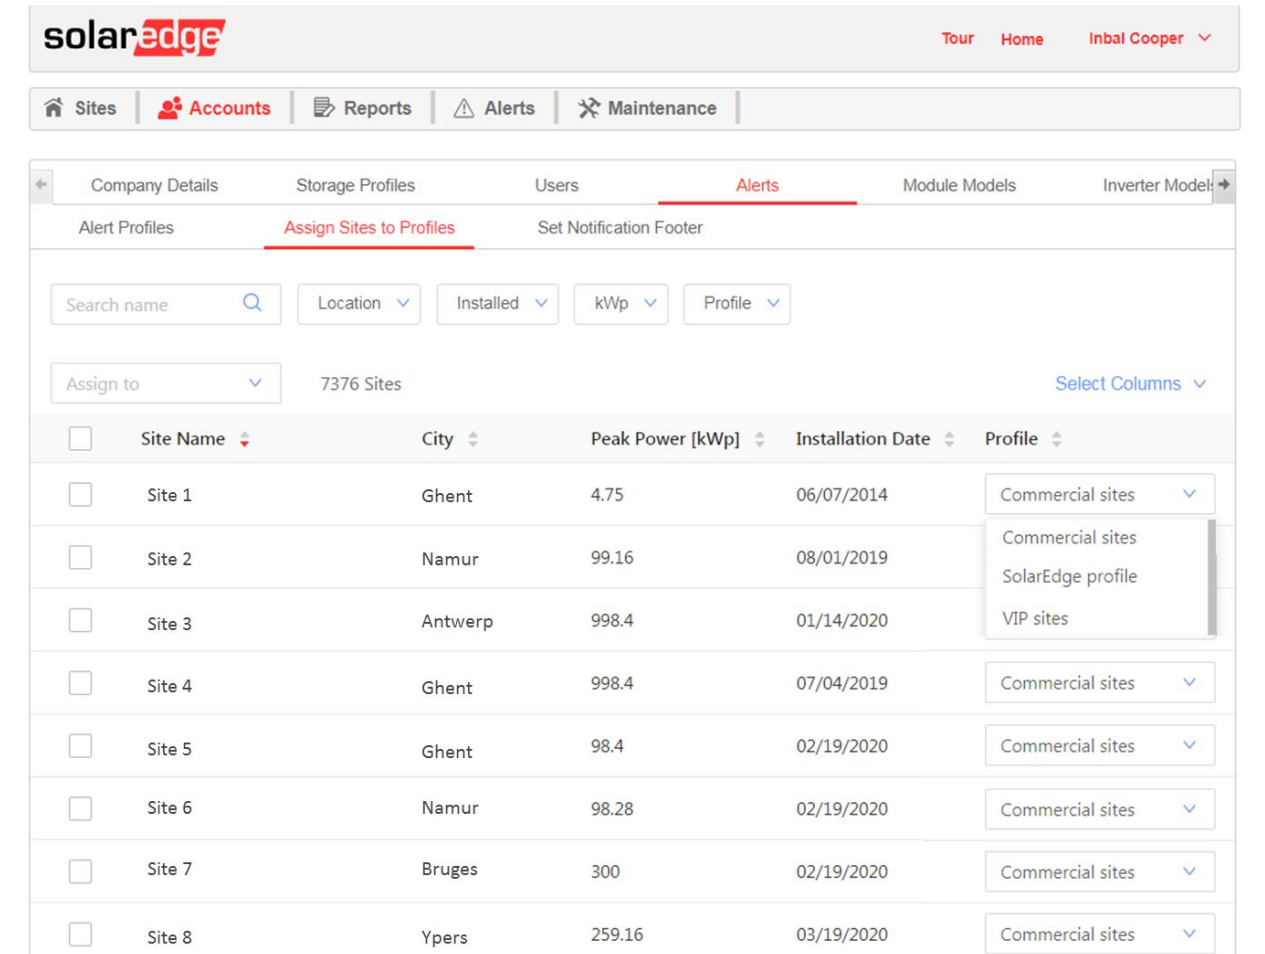 solaredge
Tour Home Inbal Cooper
Sites Accounts Reports Alerts Maintenance
Company Details Storage Profiles Users Alerts Module Models Inverter Models
Alert Profiles Assign Sites to Profiles Set Notification Footer
Search name Location Installed kWp Profile
Assign to 7376 Sites Select Columns
Site Name City Peak Power [kWp] Installation Date Profile
Site 1 Ghent 4.75 06/07/2014 Commercial sites
Commercial sites
Site 2 Namur 99.16 08/01/2019 SolarEdge profile
Site 3 Antwerp 998.4 01/14/2020 VIP sites
Site 4 Ghent 998.4 07/04/2019 Commercial sites
Site 5 Ghent 98.4 02/19/2020 Commercial sites
Site 6 Namur 98.28 02/19/2020 Commercial sites
Site 7 Bruges 300 02/19/2020 Commercial sites
Site 8 Ypers 259.16 03/19/2020 Commercial sites